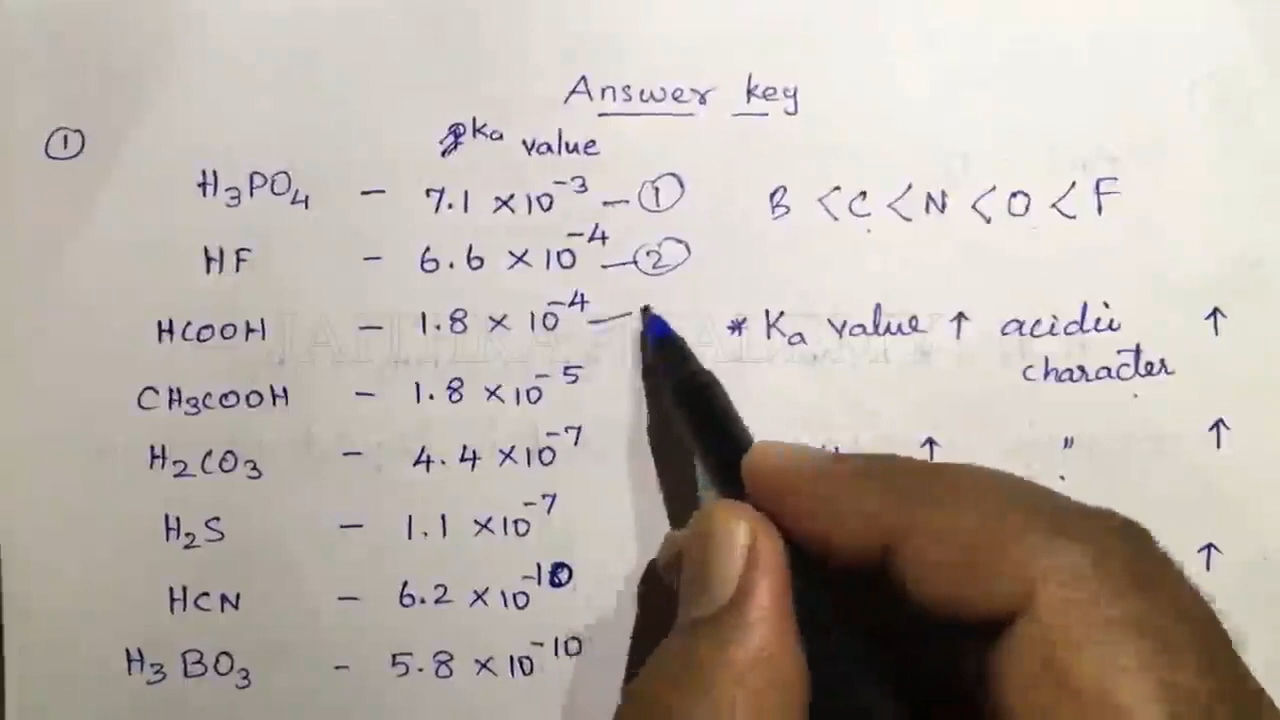 Answer key
①
Ka value
H₃PO₄ - 7.1 ×10⁻³ - ① B < C < N < O < F
HF - 6.6 × 10⁻⁴ - ②
HCOOH - 1.8 × 10⁻⁴ - * Ka value ↑ acidic ↑
character
CH₃COOH - 1.8 ×10⁻⁵
H₂CO₃ - 4.4 ×10⁻⁷ ↑ " ↑
H₂S - 1.1 ×10⁻⁷ ↑
HCN - 6.2 ×10⁻¹⁰
H₃BO₃ - 5.8 ×10⁻¹⁰